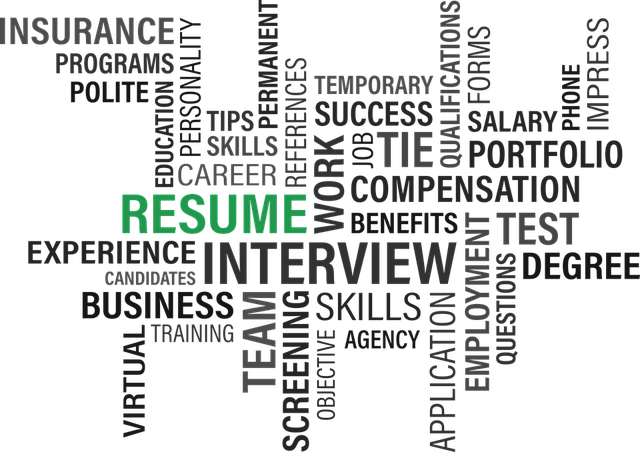 INSURANCE
PROGRAMS
POLITE
EDUCATION
PERSONALITY
TIPS
SKILLS
CAREER
PERMANENT
REFERENCES
TEMPORARY
SUCCESS
WORK
JOB
TIE
QUALIFICATIONS
FORMS
SALARY
PHONE
IMPRESS
PORTFOLIO
COMPENSATION
RESUME
BENEFITS
TEST
EXPERIENCE
INTERVIEW
EMPLOYMENT
DEGREE
CANDIDATES
QUESTIONS
BUSINESS
TEAM
SCREENING
SKILLS
APPLICATION
VIRTUAL
TRAINING
OBJECTIVE
AGENCY